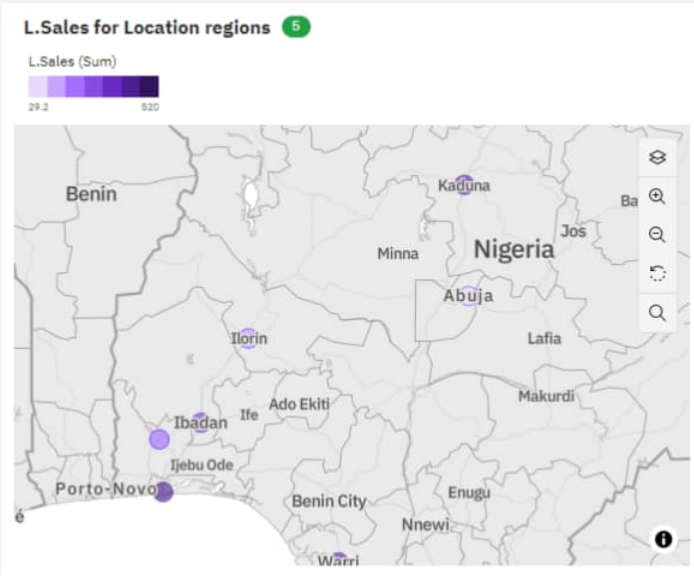 L.Sales for Location regions 5
L.Sales (Sum)
29.2 520
Kaduna
Benin
Ba
Jos
Nigeria
Minna
Abuja
Ilorin
Lafia
Makurdi
Ado Ekiti
Ife
Ibadan
Ijebu Ode
Porto-Novo
Enugu
Benin City
é
Nnewi
Warri